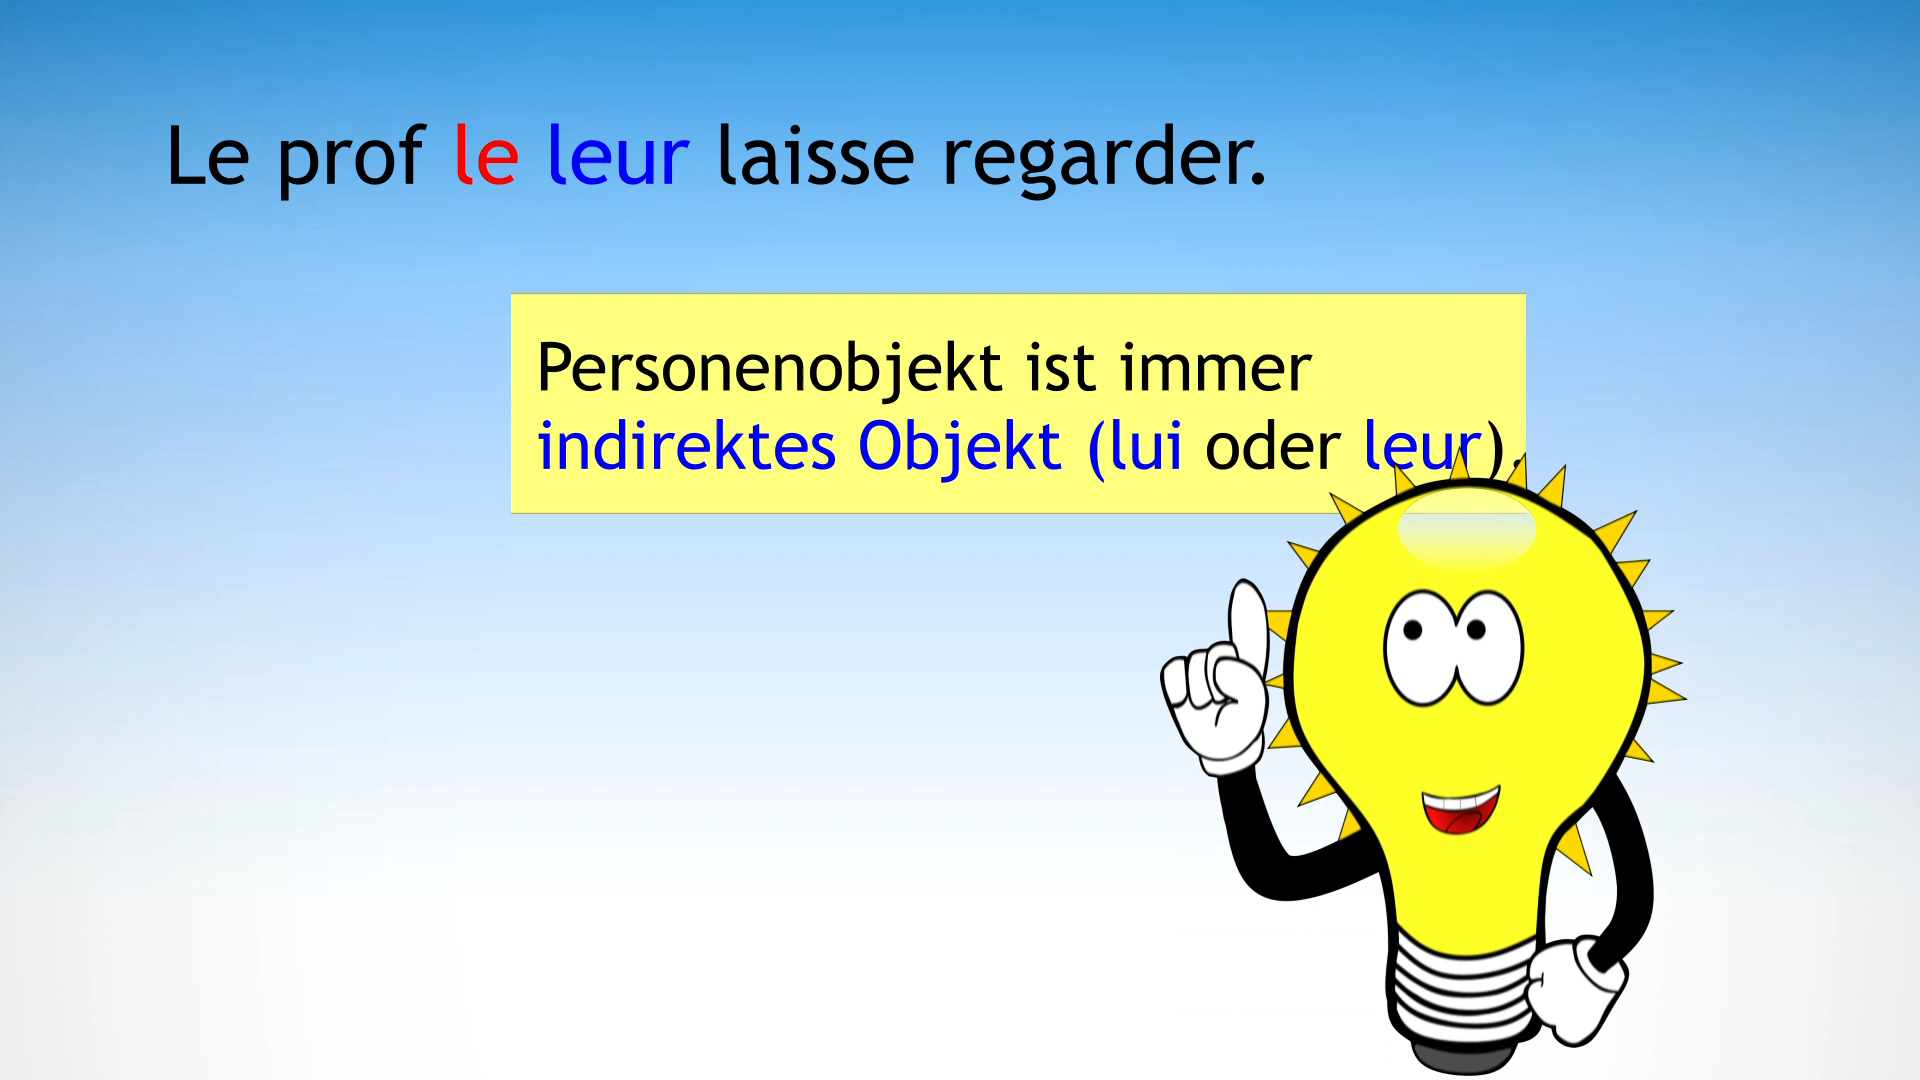 Le prof le leur laisse regarder.
Personenobjekt ist immer
indirektes Objekt (lui oder leur).